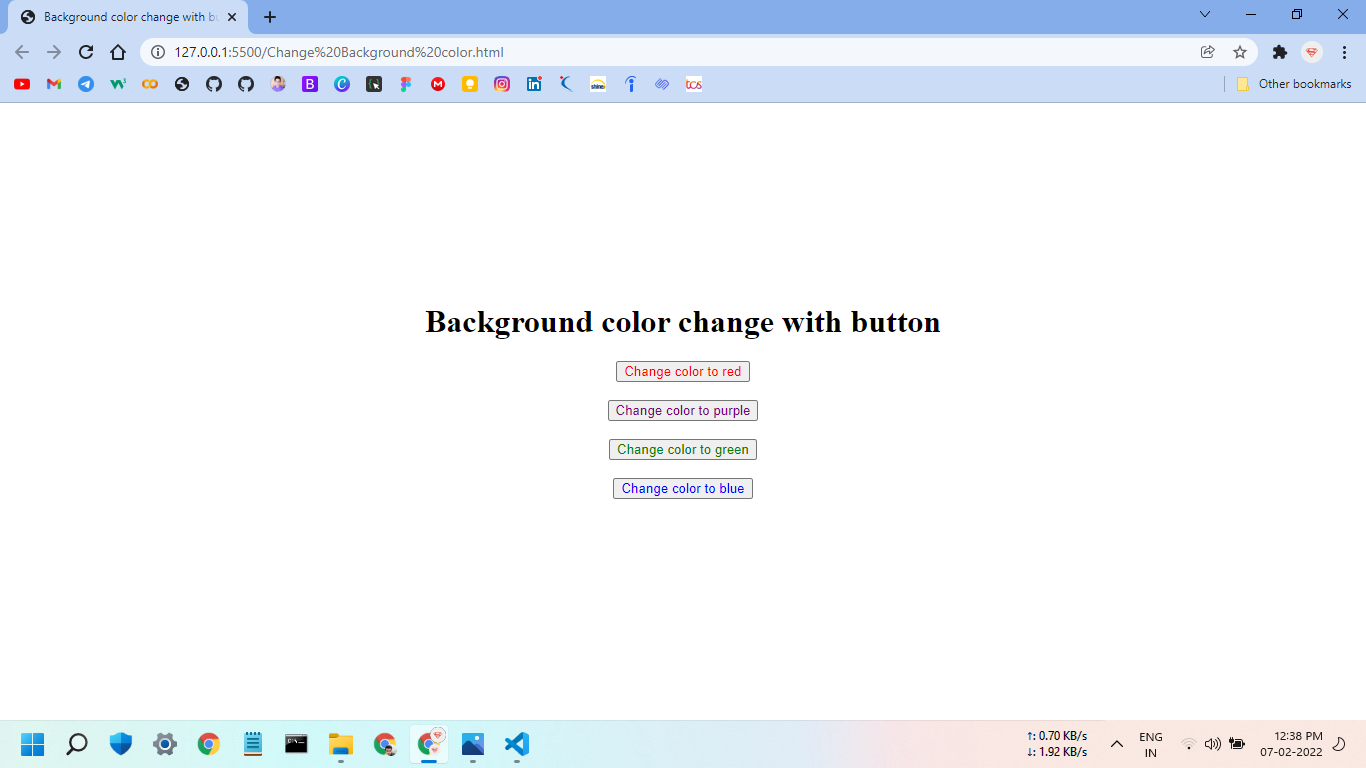 Background color change with bu
127.0.0.1:5500/Change%20Background%20color.html
shine
tcs
Other bookmarks
Background color change with button
Change color to red
Change color to purple
Change color to green
Change color to blue
↑: 0.70 KB/s
↓: 1.92 KB/s
ENG
IN
12:38 PM
07-02-2022